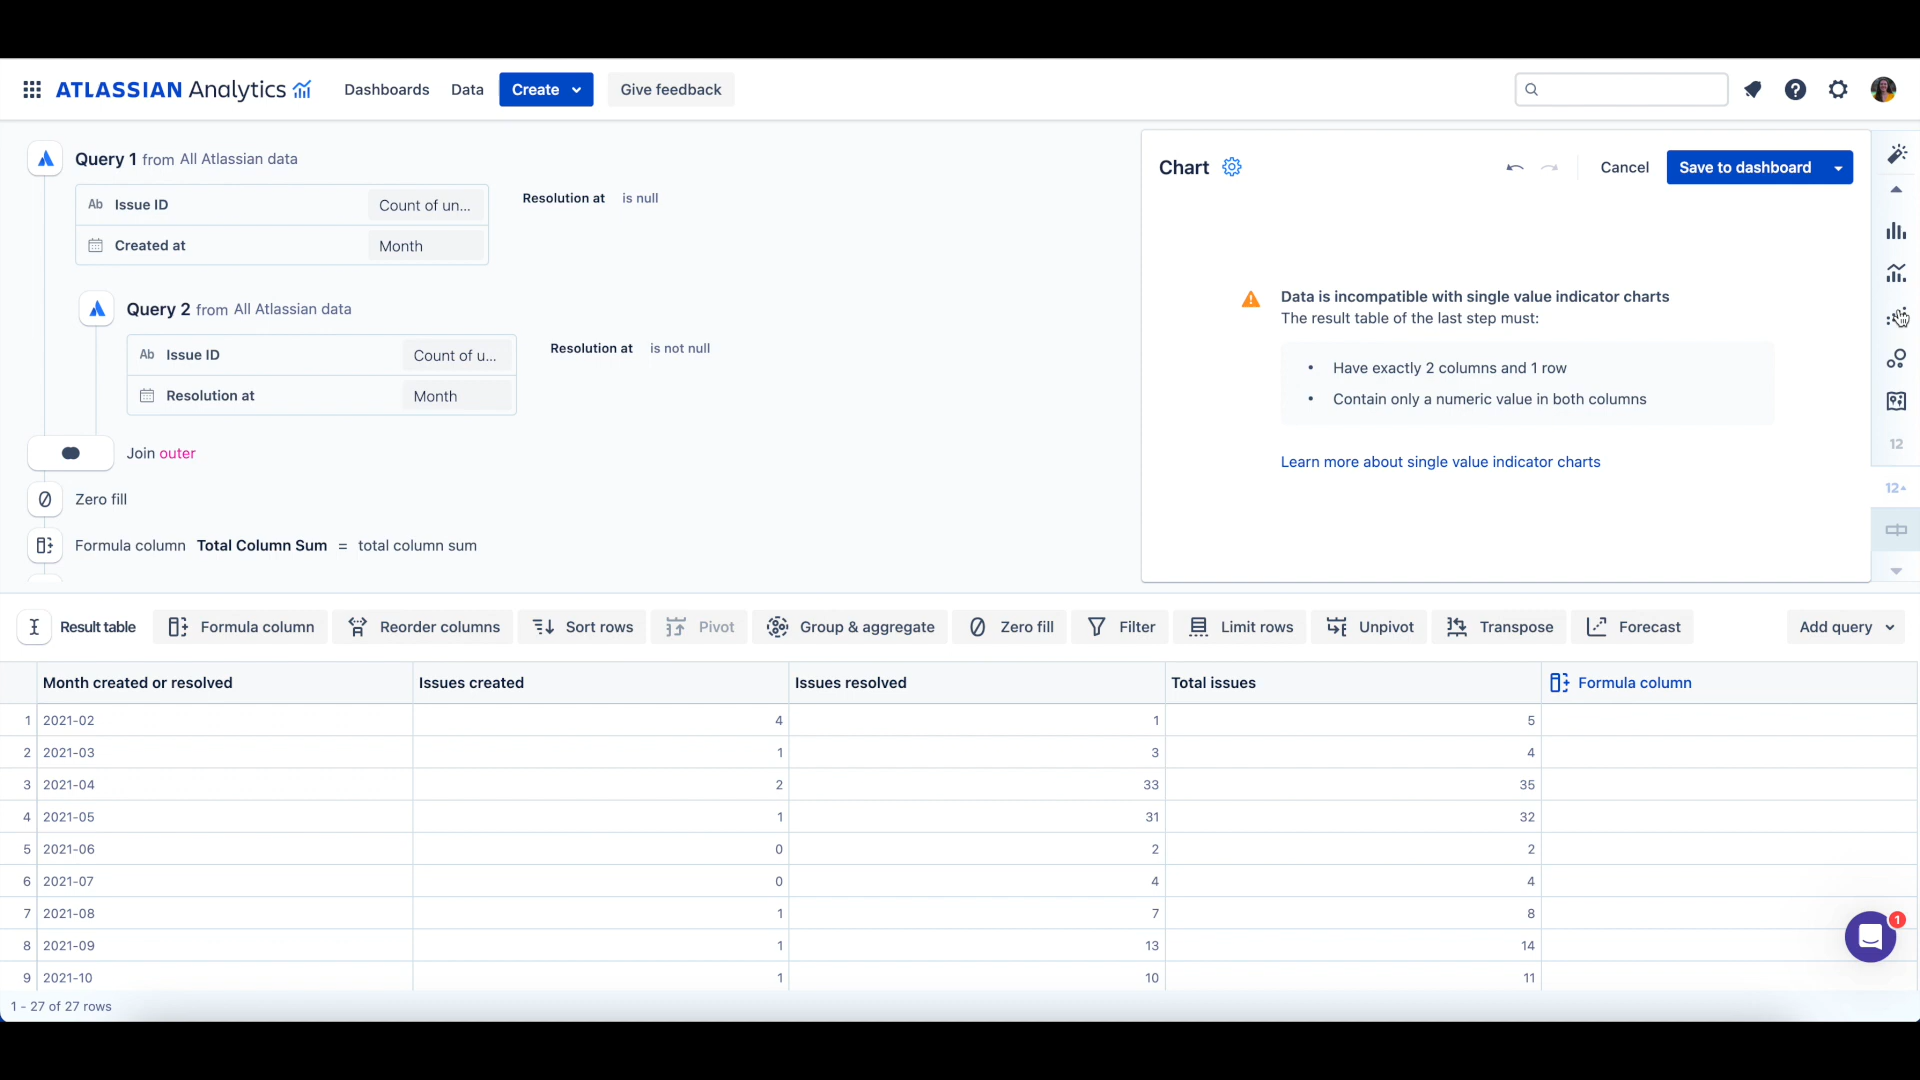 ATLASSIAN Analytics
Dashboards
Data
Create
Give feedback
Query 1 from All Atlassian data
Ab Issue ID Count of un...
Created at Month
Resolution at is null
Query 2 from All Atlassian data
Ab Issue ID Count of u...
Resolution at Month
Resolution at is not null
Join outer
Zero fill
Formula column Total Column Sum = total column sum
Chart
Cancel
Save to dashboard
Data is incompatible with single value indicator charts
The result table of the last step must:
• Have exactly 2 columns and 1 row
• Contain only a numeric value in both columns
Learn more about single value indicator charts
12
12
Result table
Formula column
Reorder columns
Sort rows
Pivot
Group & aggregate
Zero fill
Filter
Limit rows
Unpivot
Transpose
Forecast
Add query
Month created or resolved Issues created Issues resolved Total issues Formula column
1 2021-02 4 1 5
2 2021-03 1 3 4
3 2021-04 2 33 35
4 2021-05 1 31 32
5 2021-06 0 2 2
6 2021-07 0 4 4
7 2021-08 1 7 8
8 2021-09 1 13 14
9 2021-10 1 10 11
1
1 - 27 of 27 rows